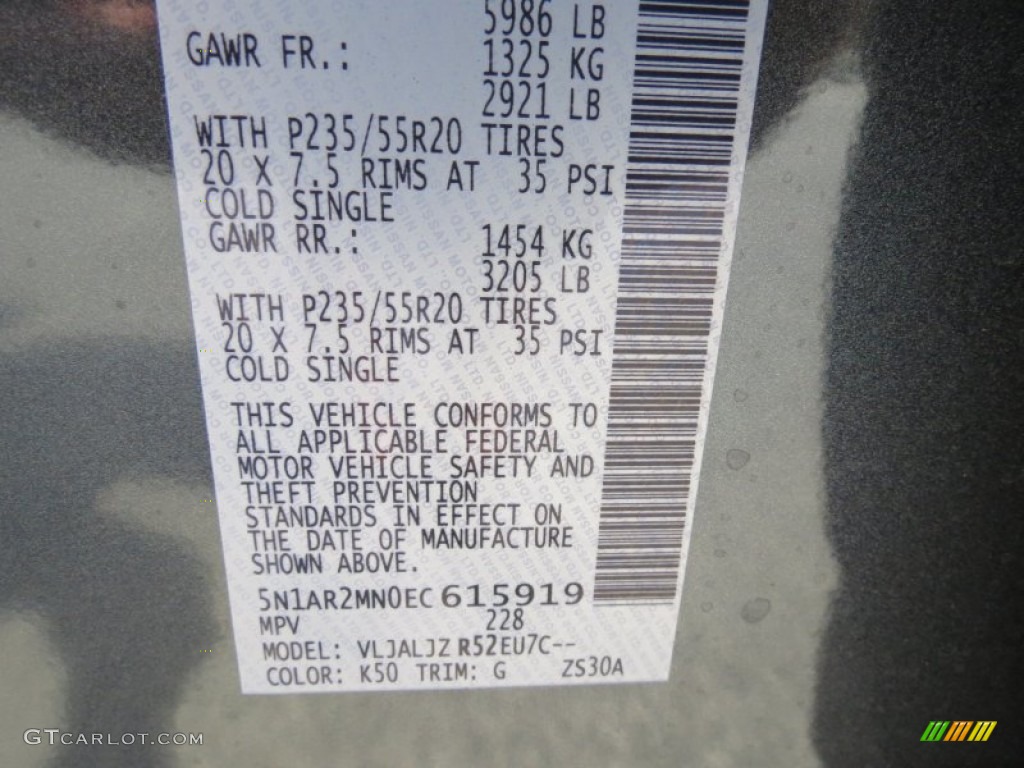 5986 LB
GAWR FR.: 1325 KG
2921 LB
WITH P235/55R20 TIRES
20 X 7.5 RIMS AT 35 PSI
COLD SINGLE
GAWR RR.: 1454 KG
3205 LB
WITH P235/55R20 TIRES
20 X 7.5 RIMS AT 35 PSI
COLD SINGLE
THIS VEHICLE CONFORMS TO
ALL APPLICABLE FEDERAL
MOTOR VEHICLE SAFETY AND
THEFT PREVENTION
STANDARDS IN EFFECT ON
THE DATE OF MANUFACTURE
SHOWN ABOVE.
5N1AR2MN0EC615919
MPV 228
MODEL: VLJALJZ R52EU7C--
COLOR: K50 TRIM: G ZS30A
GTCARLOT.COM